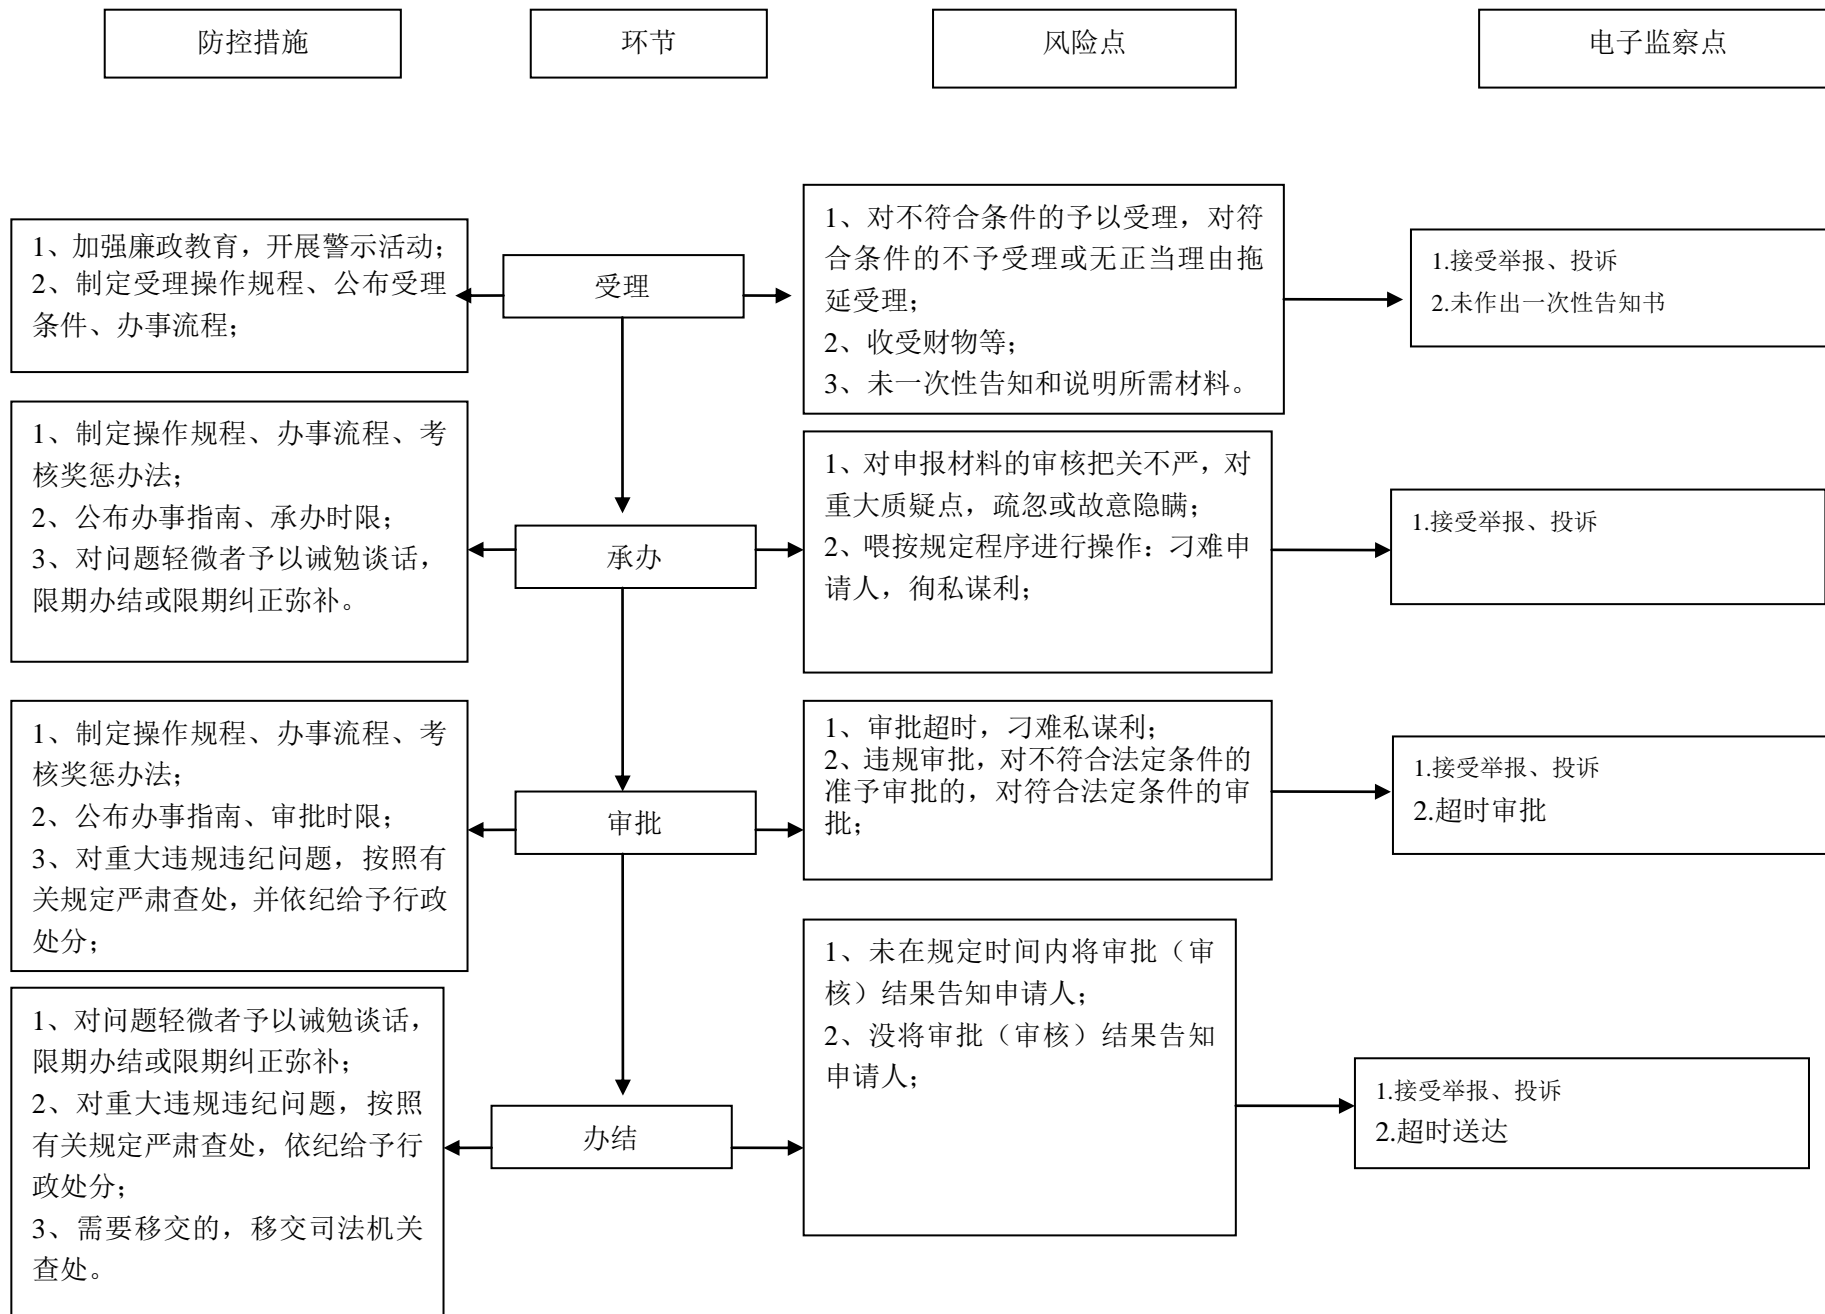 防控措施
环节
风险点
电子监察点
1、加强廉政教育，开展警示活动；
2、制定受理操作规程、公布受理
条件、办事流程；
受理
1、对不符合条件的予以受理，对符
合条件的不予受理或无正当理由拖
延受理；
2、收受财物等；
3、未一次性告知和说明所需材料。
1.接受举报、投诉
2.未作出一次性告知书
1、制定操作规程、办事流程、考
核奖惩办法；
2、公布办事指南、承办时限；
3、对问题轻微者予以诫勉谈话，
限期办结或限期纠正弥补。
承办
1、对申报材料的审核把关不严，对
重大质疑点，疏忽或故意隐瞒；
2、喂按规定程序进行操作：刁难申
请人，徇私谋利；
1.接受举报、投诉
1、制定操作规程、办事流程、考
核奖惩办法；
2、公布办事指南、审批时限；
3、对重大违规违纪问题，按照有
关规定严肃查处，并依纪给予行政
处分；
审批
1、审批超时，刁难私谋利；
2、违规审批，对不符合法定条件的
准予审批的，对符合法定条件的审
批；
1.接受举报、投诉
2.超时审批
1、对问题轻微者予以诫勉谈话，
限期办结或限期纠正弥补；
2、对重大违规违纪问题，按照
有关规定严肃查处，依纪给予行
政处分；
3、需要移交的，移交司法机关
查处。
办结
1、未在规定时间内将审批（审
核）结果告知申请人；
2、没将审批（审核）结果告知
申请人；
1.接受举报、投诉
2.超时送达